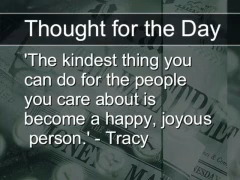 Thought for the Day
'The kindest thing you
can do for the people
you care about is
become a happy, joyous
person.' - Tracy